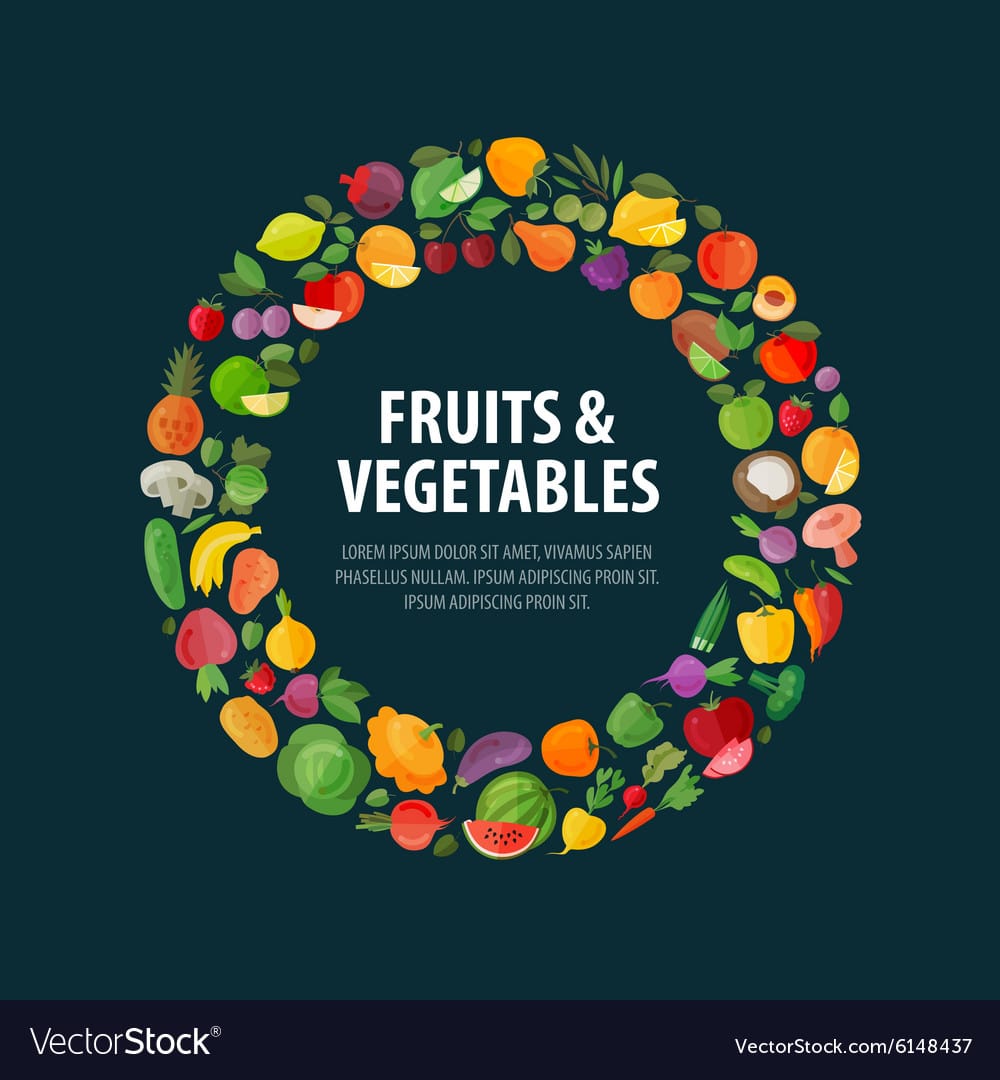 FRUITS &
VEGETABLES
LOREM IPSUM DOLOR SIT AMET, VIVAMUS SAPIEN
PHASELLUS NULLAM. IPSUM ADIPISCING PROIN SIT.
IPSUM ADIPISCING PROIN SIT.
VectorStock®
VectorStock.com/6148437